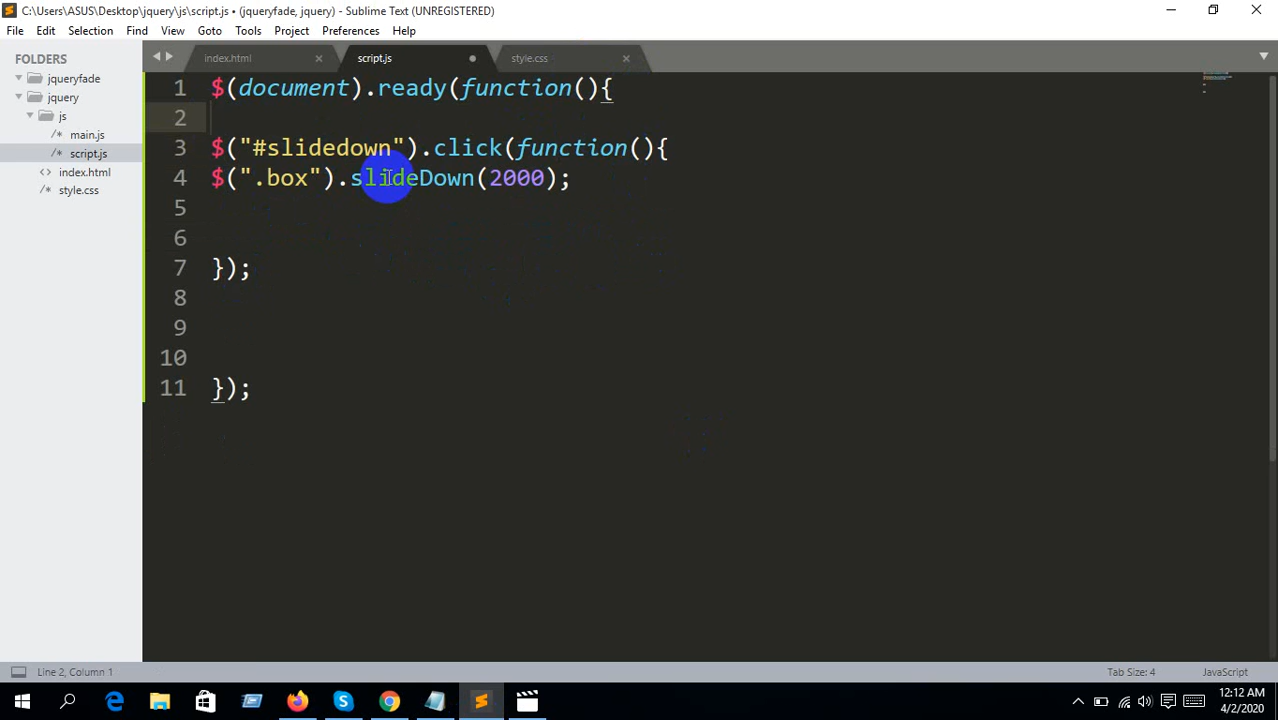 C:\Users\ASUS\Desktop\jquery\js\script.js • (jqueryfade, jquery) - Sublime Text (UNREGISTERED)
File Edit Selection Find View Goto Tools Project Preferences Help
FOLDERS
jqueryfade
jquery
js
/* main.js
/* script.js
<> index.html
/* style.css
index.html × script.js style.css ×
1 $(document).ready(function(){
2
3 $("#slidedown").click(function(){
4 $(".box").slideDown(2000);
5
6
7 });
8
9
10
11 });
Line 2, Column 1 Tab Size: 4 JavaScript
12:12 AM
4/2/2020